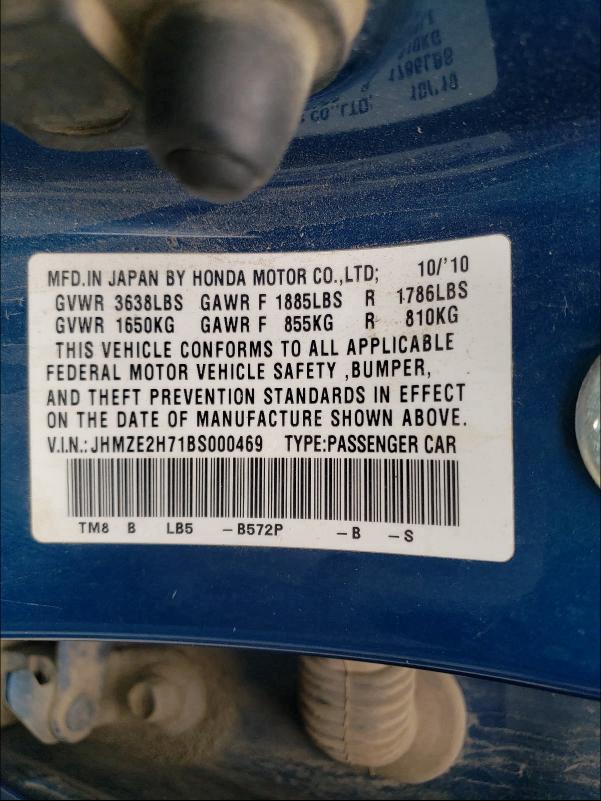 MFD.IN JAPAN BY HONDA MOTOR CO.,LTD; 10/'10
GVWR 3638LBS GAWR F 1885LBS R 1786LBS
GVWR 1650KG GAWR F 855KG R 810KG
THIS VEHICLE CONFORMS TO ALL APPLICABLE
FEDERAL MOTOR VEHICLE SAFETY ,BUMPER,
AND THEFT PREVENTION STANDARDS IN EFFECT
ON THE DATE OF MANUFACTURE SHOWN ABOVE.
V.I.N.:JHMZE2H71BS000469 TYPE:PASSENGER CAR
TM8 B LB5 -B572P -B -S